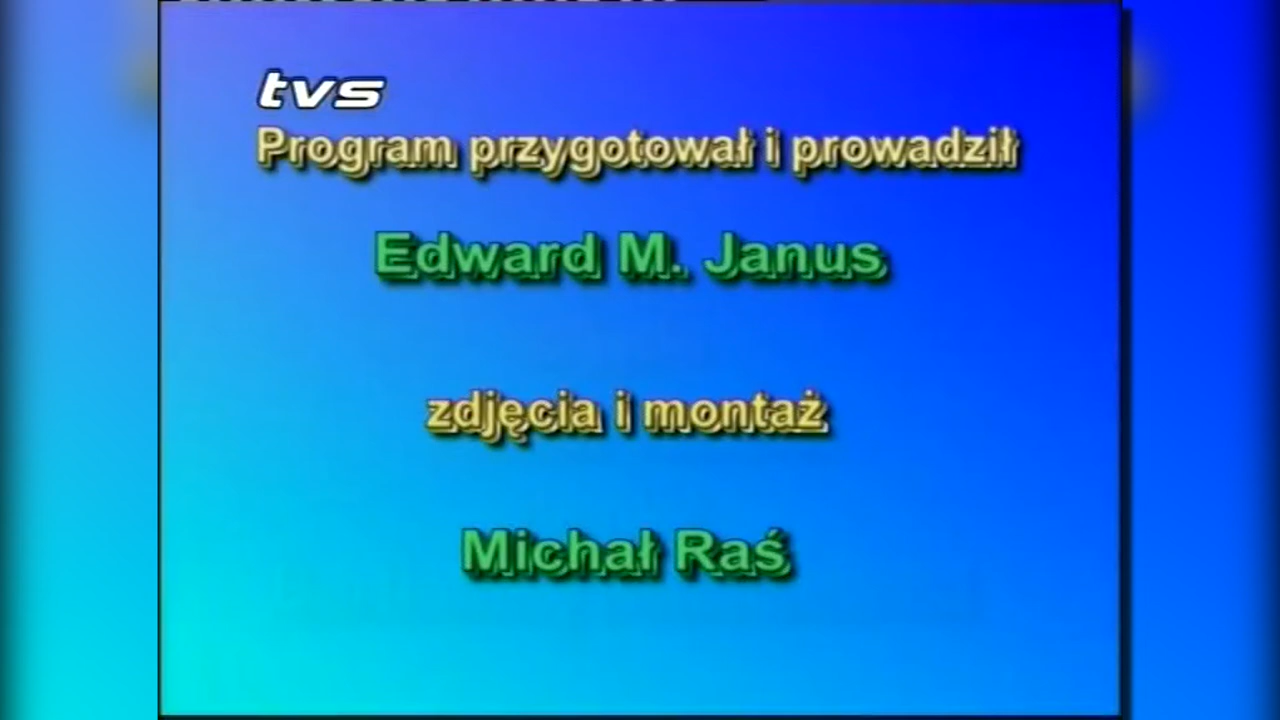 tvs
Program przygotował i prowadził
Edward M. Janus
zdjęcia i montaż
Michał Raś